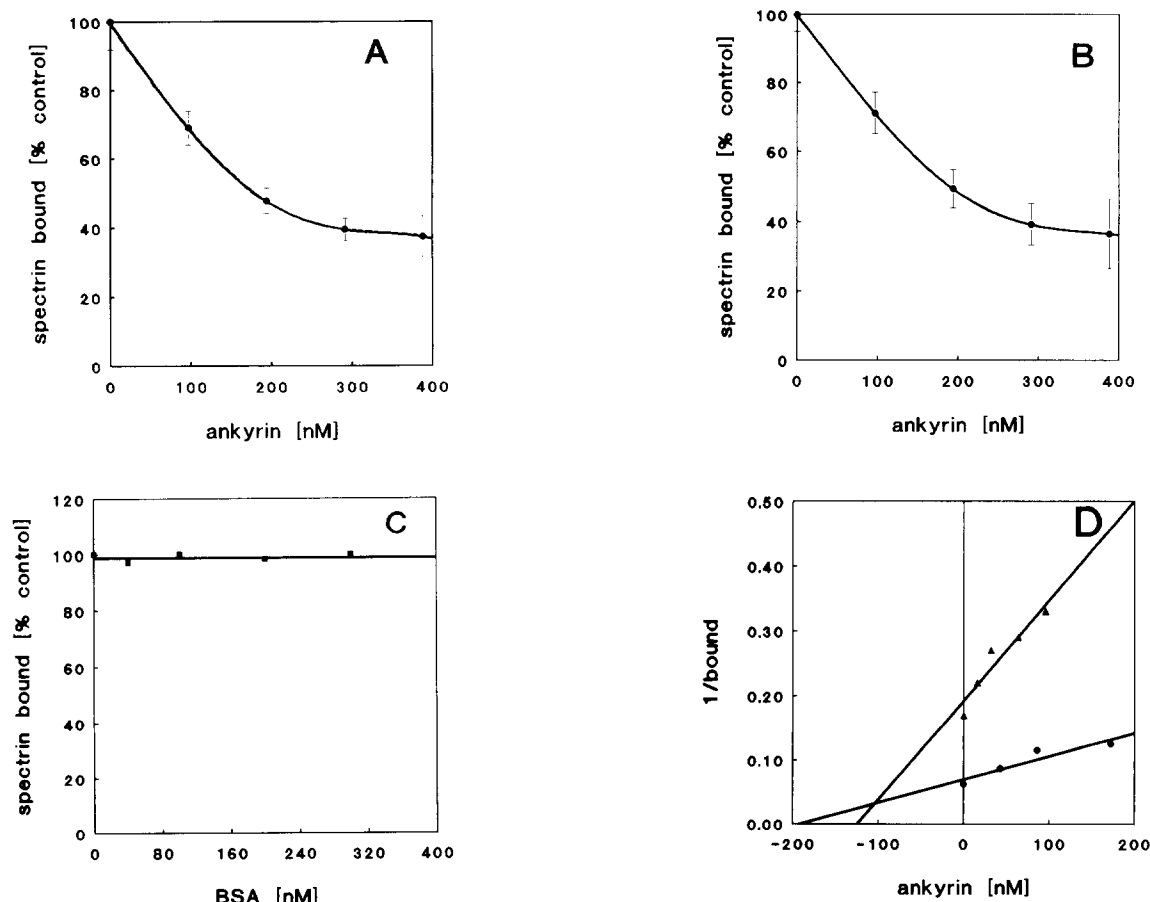 A
spectrin bound [% control]
100
80
60
40
20
0
0 100 200 300 400
ankyrin [nM]
B
spectrin bound [% control]
100
80
60
40
20
0
0 100 200 300 400
ankyrin [nM]
C
spectrin bound [% control]
120
100
80
60
40
20
0
0 80 160 240 320 400
BSA [nM]
D
1/bound
0.50
0.40
0.30
0.20
0.10
0.00
-200 -100 0 100 200
ankyrin [nM]